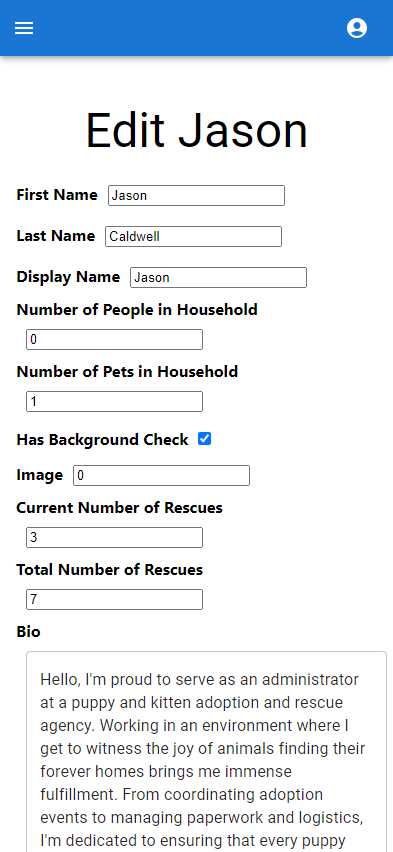 Edit Jason
First Name Jason
Last Name Caldwell
Display Name Jason
Number of People in Household
0
Number of Pets in Household
1
Has Background Check
Image 0
Current Number of Rescues
3
Total Number of Rescues
7
Bio
Hello, I'm proud to serve as an administrator
at a puppy and kitten adoption and rescue
agency. Working in an environment where I
get to witness the joy of animals finding their
forever homes brings me immense
fulfillment. From coordinating adoption
events to managing paperwork and logistics,
I'm dedicated to ensuring that every puppy